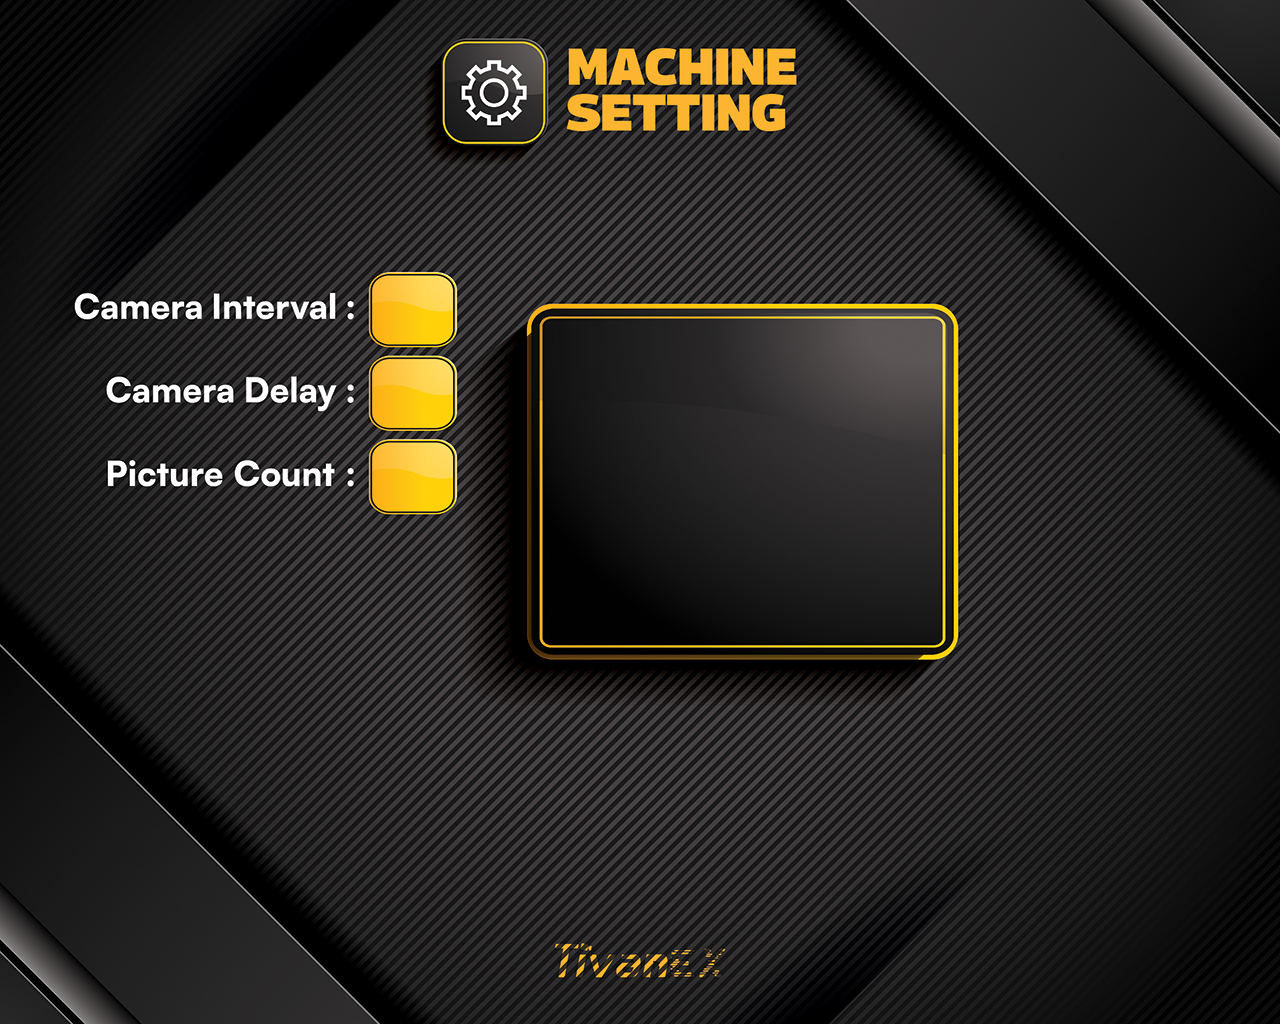 MACHINE
SETTING
Camera Interval :
Camera Delay :
Picture Count :
TivanEX